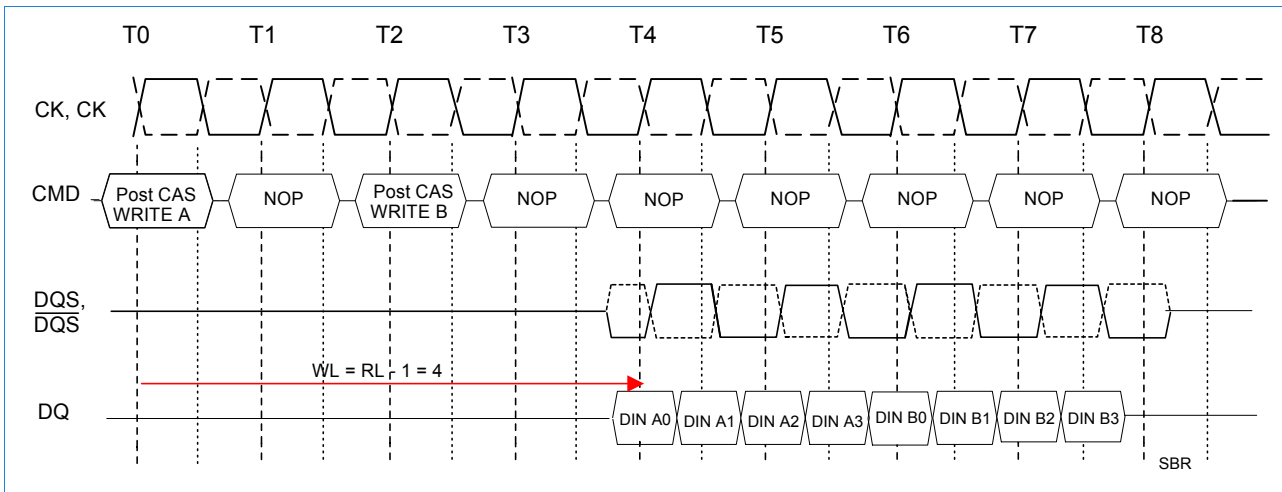 T0 T1 T2 T3 T4 T5 T6 T7 T8
CK, CK
CMD
Post CAS
WRITE A
NOP
Post CAS
WRITE B
NOP
NOP
NOP
NOP
NOP
NOP
DQS,
DQS
WL = RL - 1 = 4
DQ
DIN A0 DIN A1 DIN A2 DIN A3 DIN B0 DIN B1 DIN B2 DIN B3
SBR